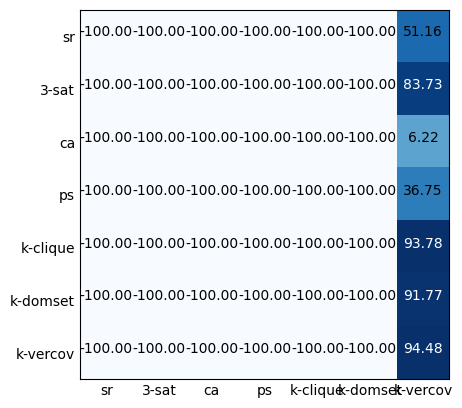 sr -100.00 -100.00 -100.00 -100.00 -100.00 -100.00 51.16
3-sat -100.00 -100.00 -100.00 -100.00 -100.00 -100.00 83.73
ca -100.00 -100.00 -100.00 -100.00 -100.00 -100.00 6.22
ps -100.00 -100.00 -100.00 -100.00 -100.00 -100.00 36.75
k-clique -100.00 -100.00 -100.00 -100.00 -100.00 -100.00 93.78
k-domset -100.00 -100.00 -100.00 -100.00 -100.00 -100.00 91.77
k-vercov -100.00 -100.00 -100.00 -100.00 -100.00 -100.00 94.48
sr 3-sat ca ps k-clique k-domset k-vercov